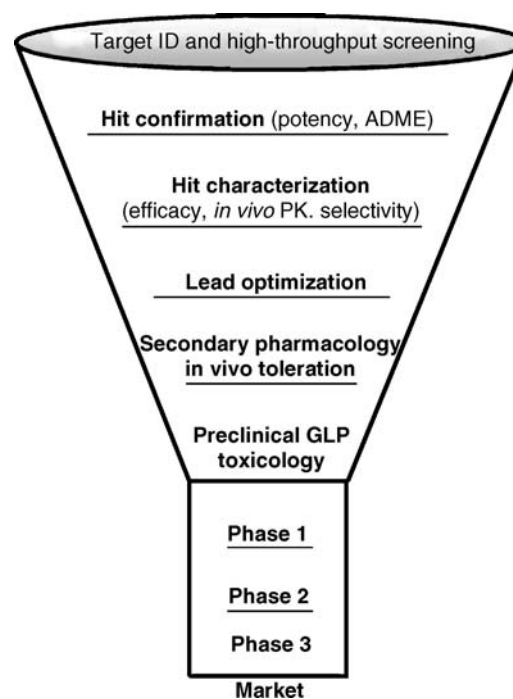 Target ID and high-throughput screening
Hit confirmation (potency, ADME)
Hit characterization
(efficacy, in vivo PK. selectivity)
Lead optimization
Secondary pharmacology
in vivo toleration
Preclinical GLP
toxicology
Phase 1
Phase 2
Phase 3
Market